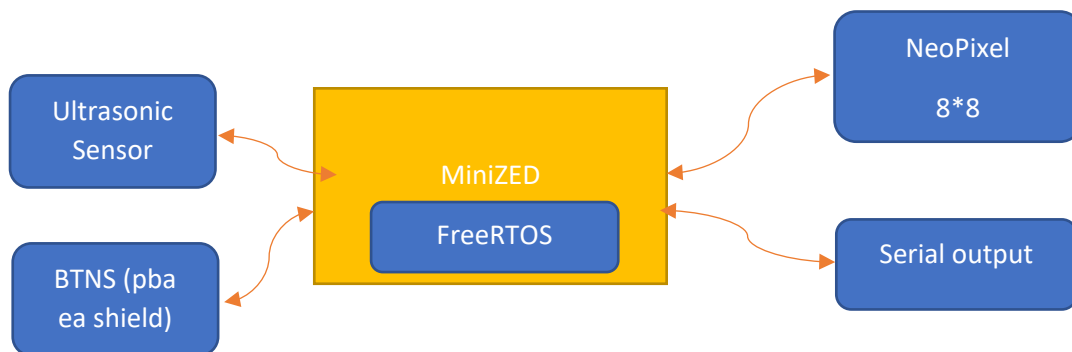 Ultrasonic
Sensor
BTNS (pba
ea shield)
MiniZED
FreeRTOS
NeoPixel
8*8
Serial output